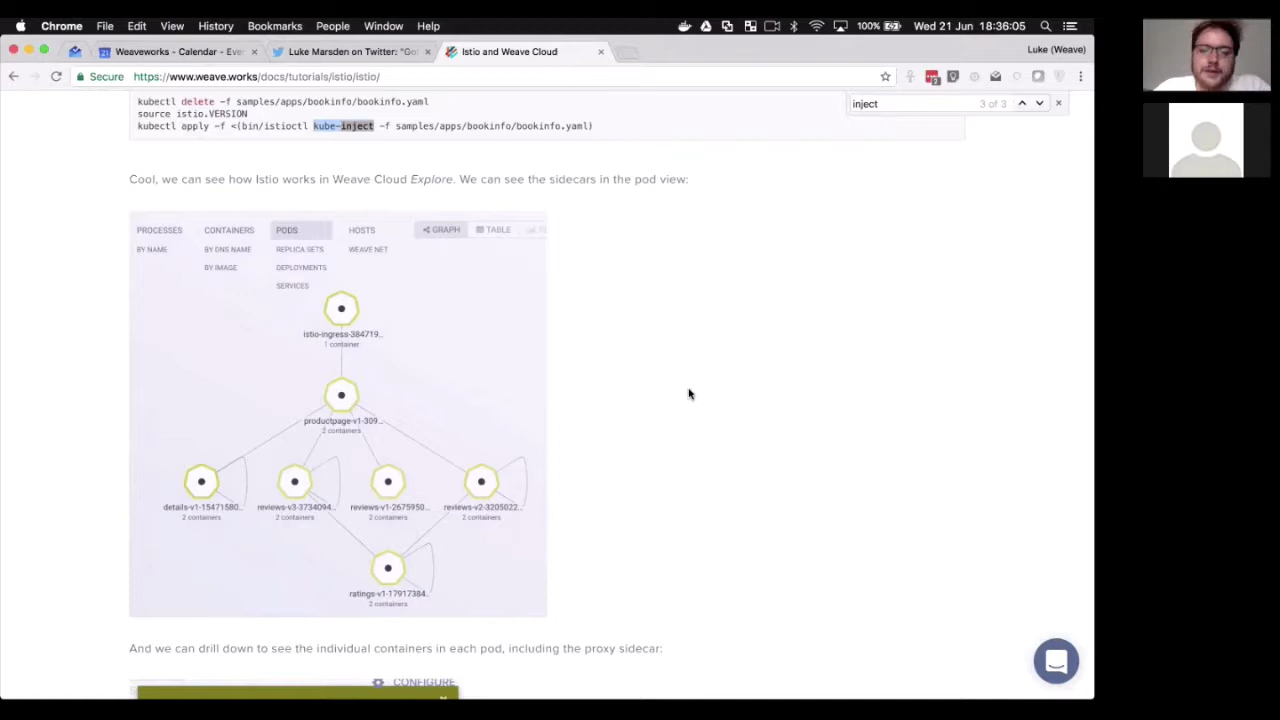 Chrome File Edit View History Bookmarks People Window Help 100% Wed 21 Jun 18:36:05
Weaveworks - Calendar - Eve
Luke Marsden on Twitter: "Go!
Istio and Weave Cloud
Luke (Weave)
Secure https://www.weave.works/docs/tutorials/istio/istio/
inject 3 of 3
kubectl delete -f samples/apps/bookinfo/bookinfo.yaml
source istio.VERSION
kubectl apply -f <(bin/istioctl kube-inject -f samples/apps/bookinfo/bookinfo.yaml)
Cool, we can see how Istio works in Weave Cloud Explore. We can see the sidecars in the pod view:
PROCESSES CONTAINERS PODS HOSTS GRAPH TABLE
BY NAME BY DNS NAME REPLICA SETS WEAVE NET
BY IMAGE DEPLOYMENTS
SERVICES
istio-ingress-384719...
1 container
productpage-v1-309...
2 containers
details-v1-15471580... reviews-v3-3734094... reviews-v1-2675950... reviews-v2-3205022...
2 containers 2 containers 2 containers 2 containers
ratings-v1-17917384...
2 containers
And we can drill down to see the individual containers in each pod, including the proxy sidecar:
CONFIGURE